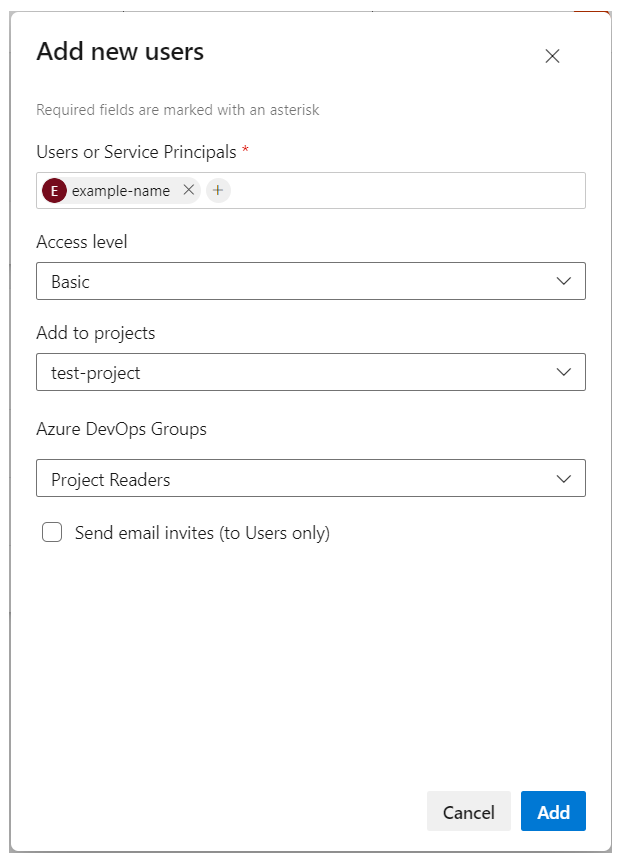 Add new users
Required fields are marked with an asterisk
Users or Service Principals *
E example-name
Access level
Basic
Add to projects
test-project
Azure DevOps Groups
Project Readers
Send email invites (to Users only)
Cancel Add